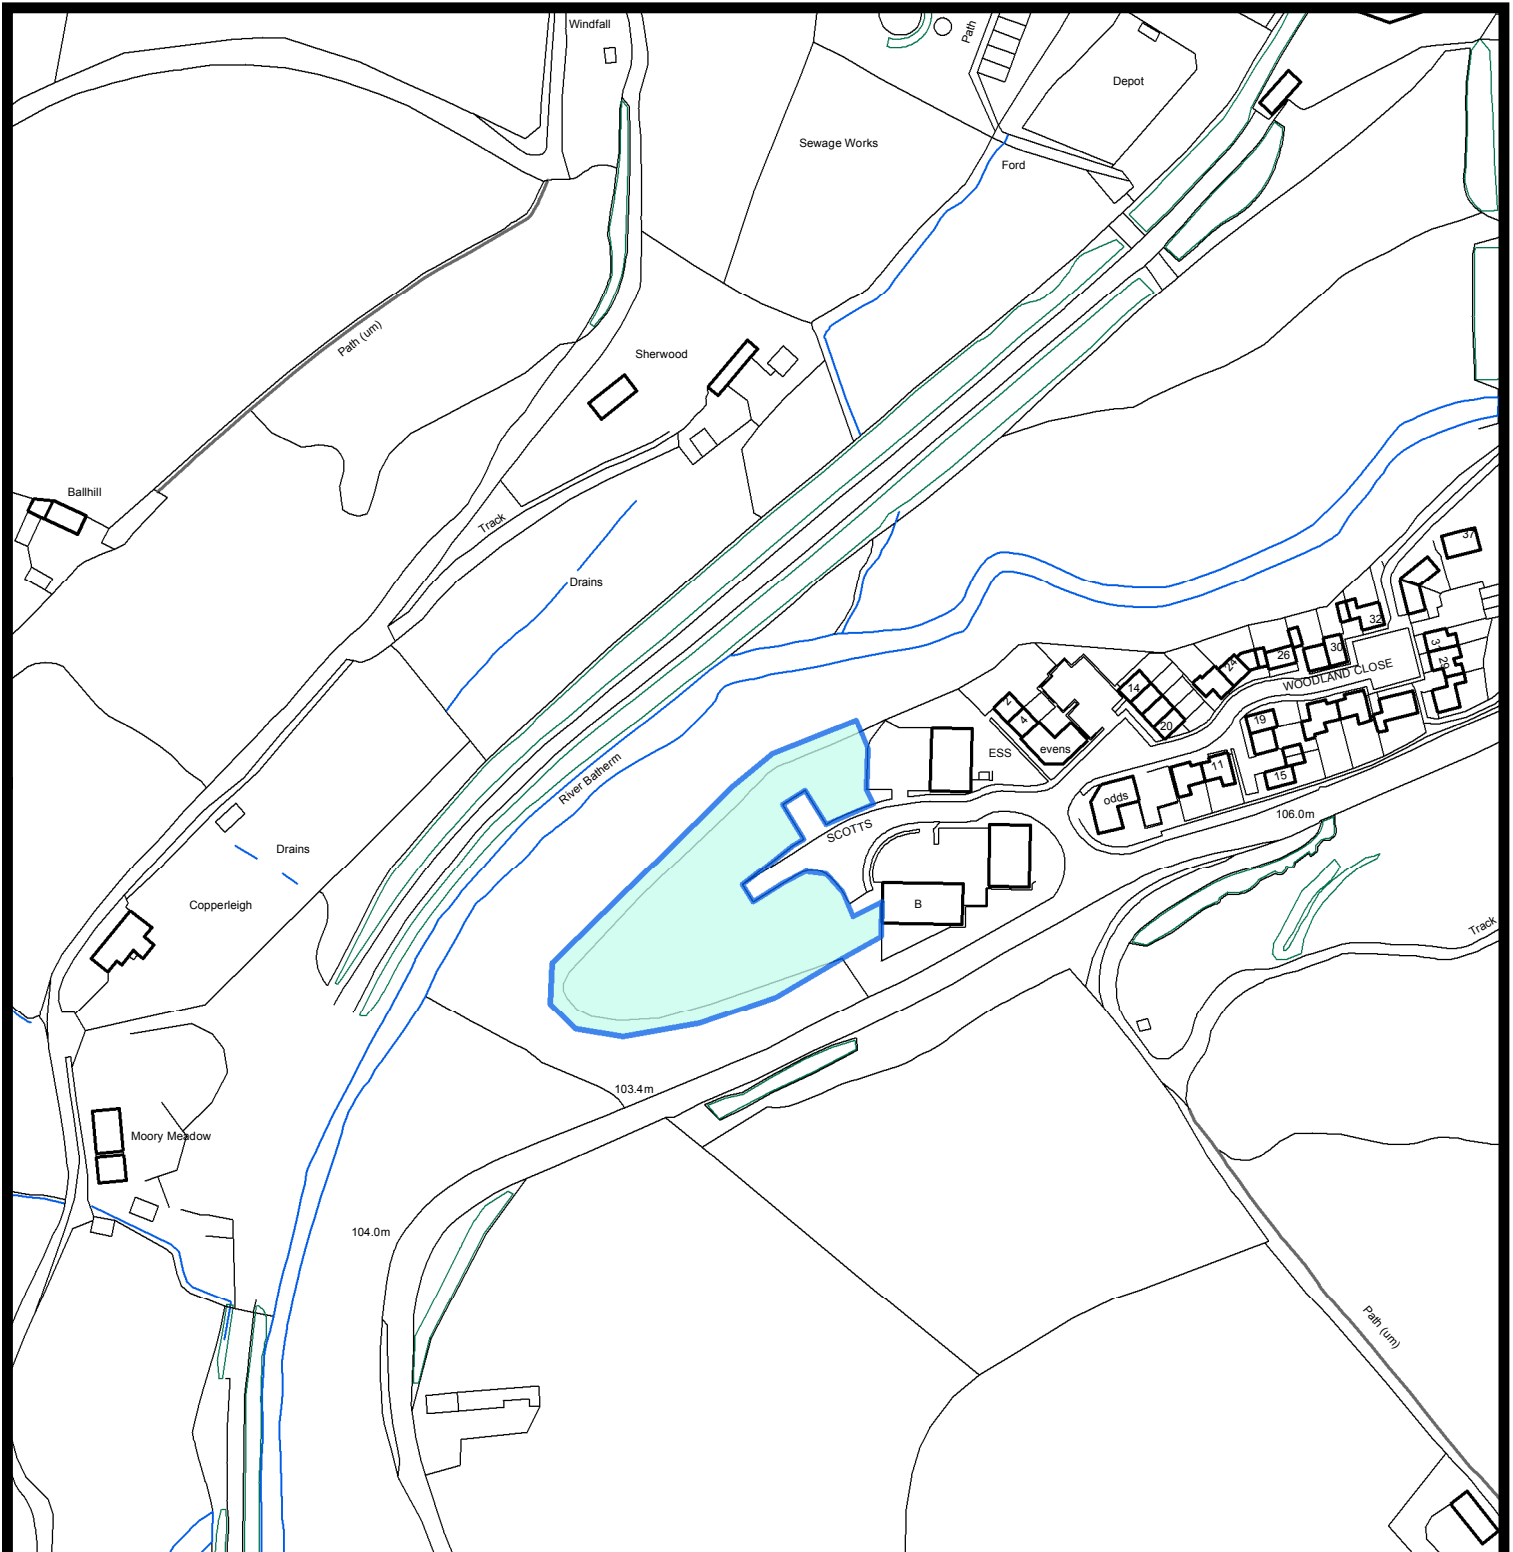 Windfall
Path
Depot
Sewage Works
Ford
Path (um)
Sherwood
Ballhill
Track
Drains
37
32
30
26
24
31
29
WOODLAND CLOSE
14
20
19
2
4
evens
ESS
River Batherm
11
15
odds
106.0m
SCOTTS
Drains
Copperleigh
B
Track
103.4m
Moory Meadow
104.0m
Path (um)